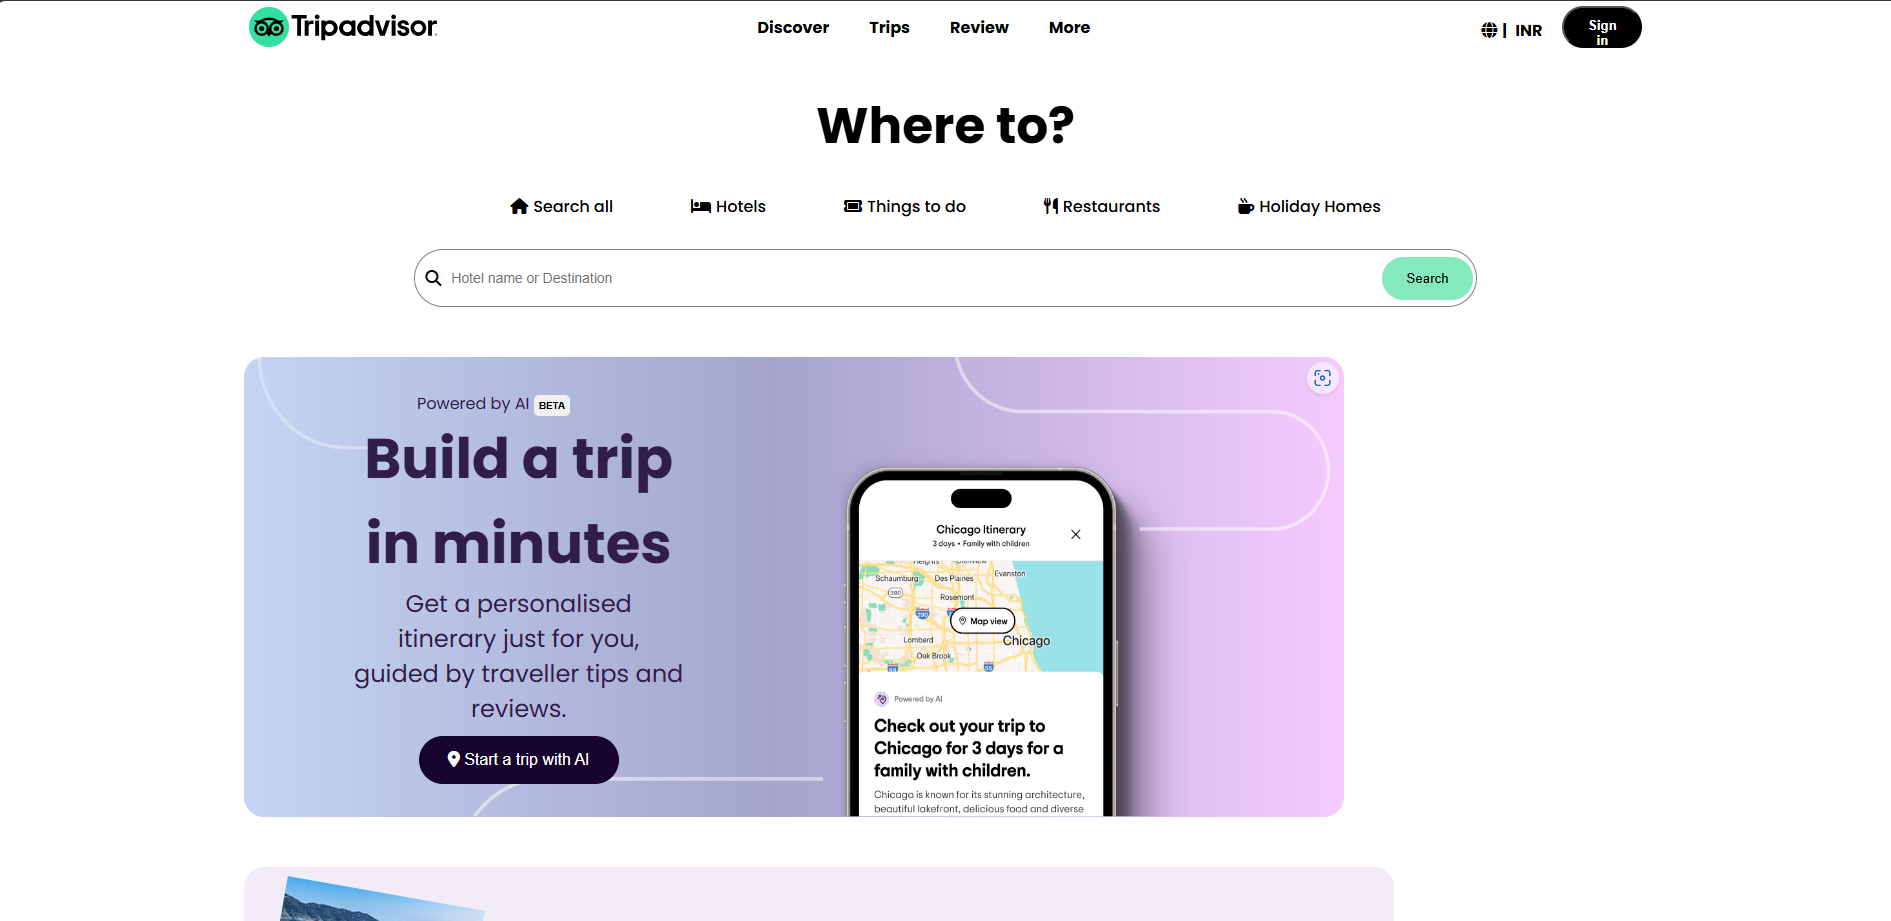 Tripadvisor
Discover Trips Review More
| INR
Sign
in
Where to?
Search all Hotels Things to do Restaurants Holiday Homes
Hotel name or Destination
Search
Powered by AI BETA
Build a trip
in minutes
Get a personalised
itinerary just for you,
guided by traveller tips and
reviews.
Start a trip with AI
Chicago Itinerary
3 days • Family with children
Heights Glenview
Evanston
Schaumburg Des Plaines
390
Rosemont
290
Map view
Lombard
Chicago
Oak Brook
88
Powered by AI
Check out your trip to
Chicago for 3 days for a
family with children.
Chicago is known for its stunning architecture,
beautiful lakefront, delicious food and diverse